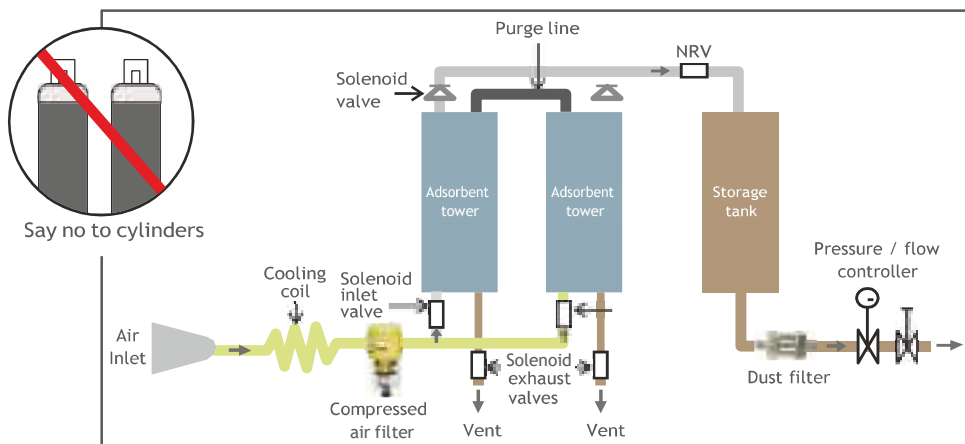 Purge line
NRV
Solenoid
valve
Adsorbent
tower
Adsorbent
tower
Storage
tank
Say no to cylinders
Pressure / flow
controller
Cooling
coil
Solenoid
inlet
valve
Air
Inlet
Compressed
air filter
Solenoid
exhaust
valves
Dust filter
Vent
Vent